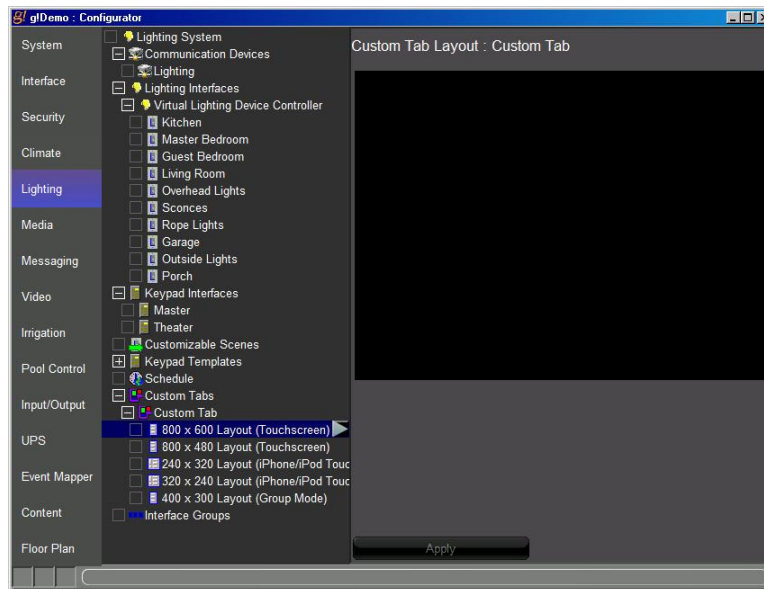 g! g!Demo : Configurator
System
Interface
Security
Climate
Lighting
Media
Messaging
Video
Irrigation
Pool Control
Input/Output
UPS
Event Mapper
Content
Floor Plan
Lighting System
Communication Devices
Lighting
Lighting Interfaces
Virtual Lighting Device Controller
Kitchen
Master Bedroom
Guest Bedroom
Living Room
Overhead Lights
Sconces
Rope Lights
Garage
Outside Lights
Porch
Keypad Interfaces
Master
Theater
Customizable Scenes
Keypad Templates
Schedule
Custom Tabs
Custom Tab
800 x 600 Layout (Touchscreen)
800 x 480 Layout (Touchscreen)
240 x 320 Layout (iPhone/iPod Touc
320 x 240 Layout (iPhone/iPod Touc
400 x 300 Layout (Group Mode)
Interface Groups
Custom Tab Layout : Custom Tab
Apply